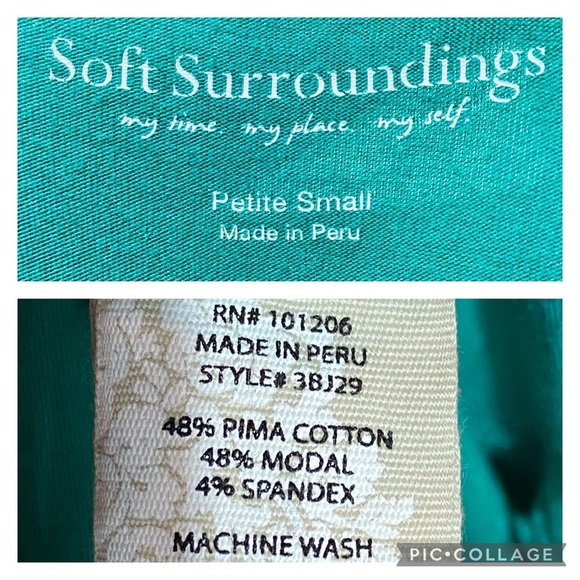 Soft Surroundings
my time. my place. my self.
Petite Small
Made in Peru
RN# 101206
MADE IN PERU
STYLE# 3BJ29
48% PIMA COTTON
48% MODAL
4% SPANDEX
MACHINE WASH
PIC•COLLAGE